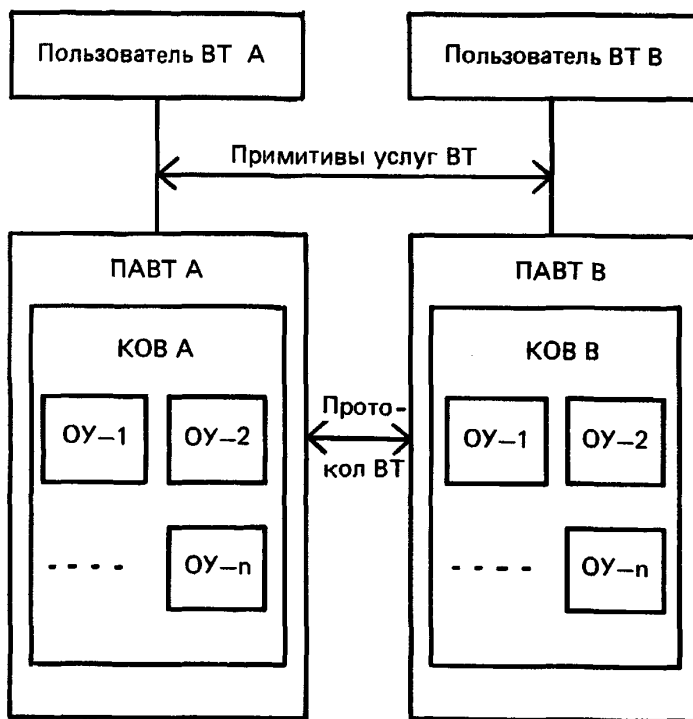 Пользователь ВТ А
Пользователь ВТ В
Примитивы услуг ВТ
ПАВТ А
ПАВТ В
КОВ А
КОВ В
ОУ—1
ОУ—2
Прото-
кол ВТ
ОУ—1
ОУ—2
- - - -
ОУ—n
- - - -
ОУ—n